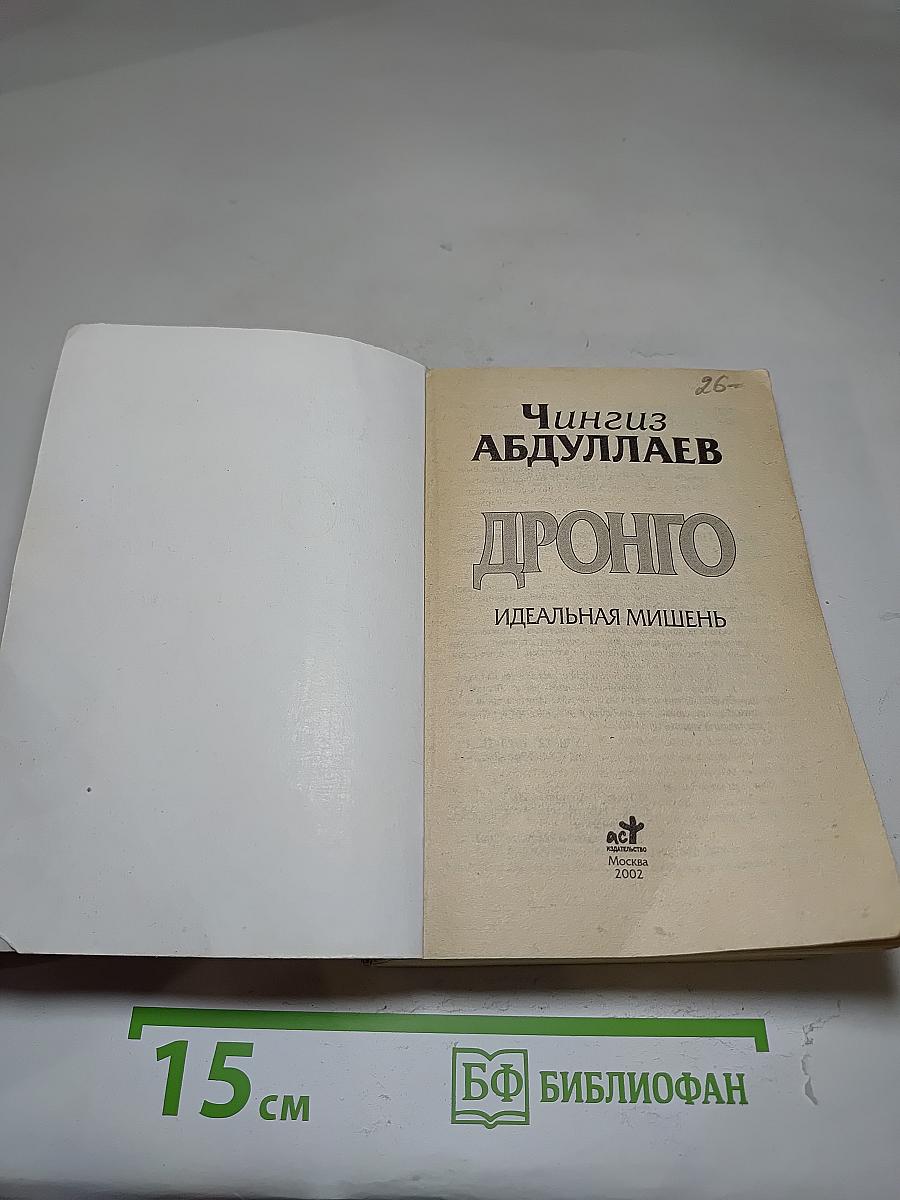 26-
Чингиз
АБДУЛЛАЕВ
ДРОНГО
ИДЕАЛЬНАЯ МИШЕНЬ
аст
ИЗДАТЕЛЬСТВО
Москва
2002
15 см
БФ БИБЛИОФАН